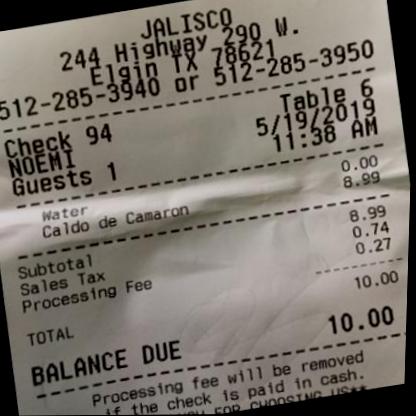 JALISCO
244 Highway 290 W.
Elgin TX 78621
512-285-3940 or 512-285-3950
Table 6
Check 94 5/19/2019
NOEMI 11:38 AM
Guests 1
Water 0.00
Caldo de Camaron 8.99
Subtotal 8.99
Sales Tax 0.74
Processing Fee 0.27
TOTAL 10.00
BALANCE DUE 10.00
Processing fee will be removed
if the check is paid in cash.
FOR CHOOSING US**